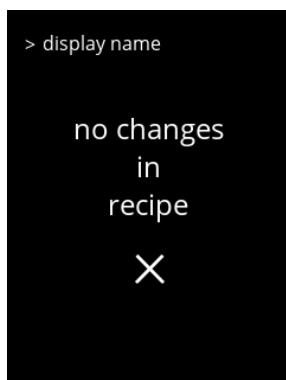 > display name
no changes
in
recipe